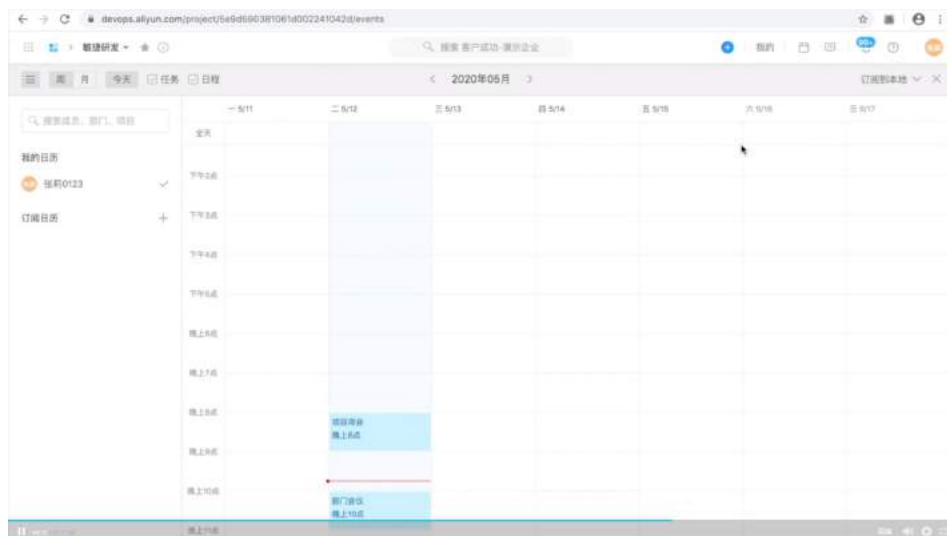 devops.aliyun.com/project/5e9d690381061d002241042d/events
敏捷研发
搜索 客户成功-演示企业
我的
99+
周 月 今天 任务 日程
2020年05月
订阅到本地
一 5/11 二 5/12 三 5/13 四 5/14 五 5/15 六 5/16 日 5/17
搜索成员、部门、项目
全天
我的日历
张莉0123
下午2点
订阅日历
下午3点
下午4点
下午5点
晚上6点
晚上7点
晚上8点
项目周会
晚上8点
晚上9点
晚上10点
部门会议
晚上10点
晚上11点